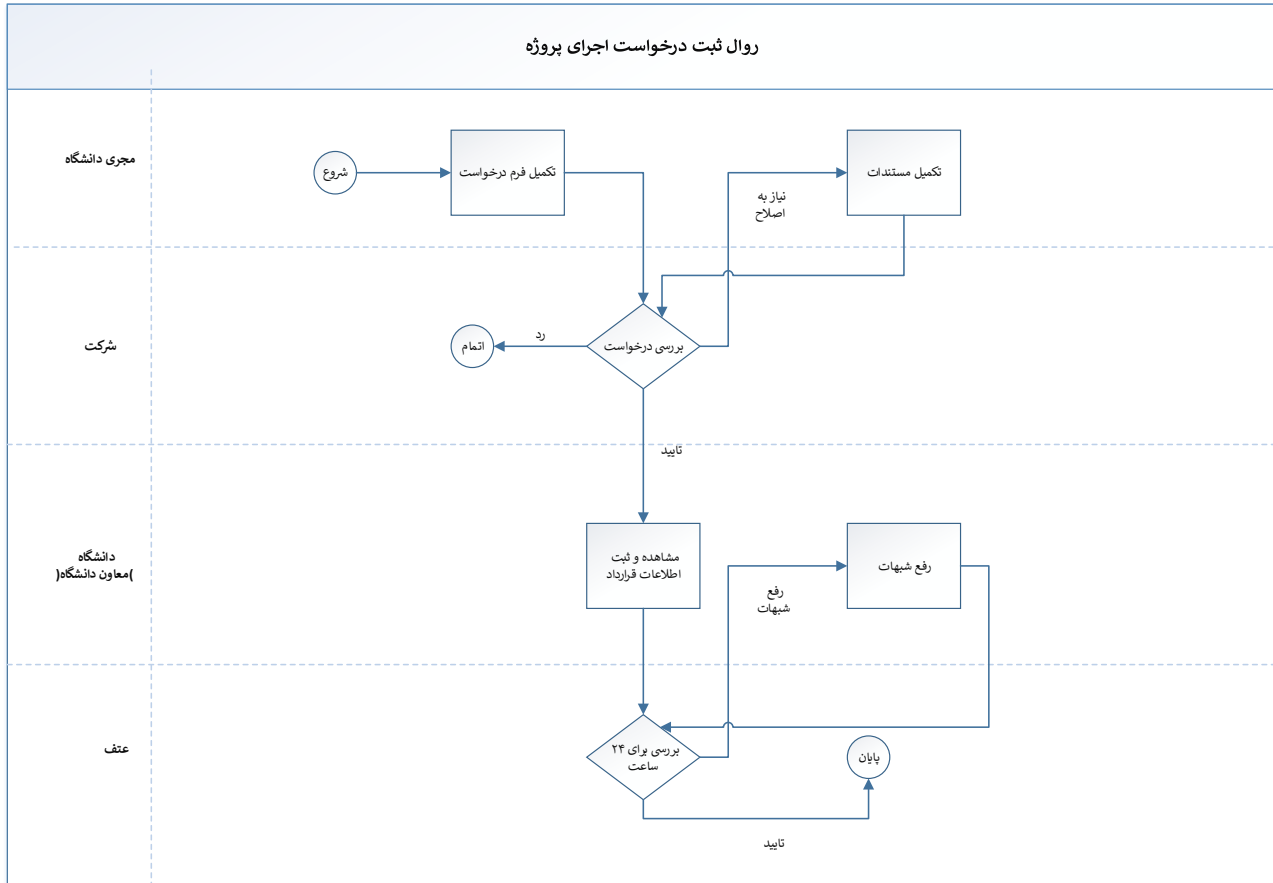 روال ثبت درخواست اجرای پروژه
مجری دانشگاه
شروع
تکمیل فرم درخواست
نیاز به
اصلاح
تکمیل مستندات
شرکت
بررسی درخواست
رد
اتمام
تایید
دانشگاه
)معاون دانشگاه(
مشاهده و ثبت
اطلاعات قرارداد
رفع
شبهات
رفع شبهات
عتف
بررسی برای ۲۴
ساعت
پایان
تایید